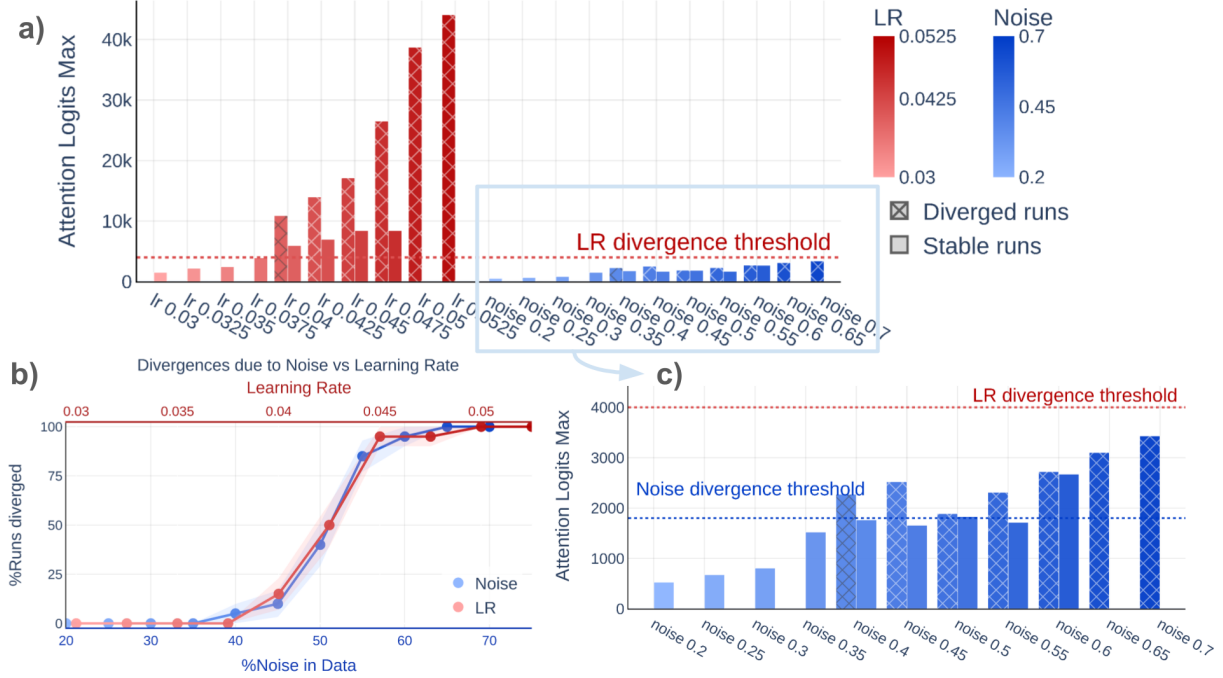 a)
Attention Logits Max
40k
30k
20k
10k
0
LR divergence threshold
lr 0.03
lr 0.0325
lr 0.035
lr 0.0375
lr 0.04
lr 0.0425
lr 0.045
lr 0.0475
lr 0.05
lr 0.0525
noise 0.2
noise 0.25
noise 0.3
noise 0.35
noise 0.4
noise 0.45
noise 0.5
noise 0.55
noise 0.6
noise 0.65
noise 0.7
LR
0.0525
0.0425
0.03
Noise
0.7
0.45
0.2
Diverged runs
Stable runs
b)
Divergences due to Noise vs Learning Rate
Learning Rate
0.03
0.035
0.04
0.045
0.05
%Runs diverged
100
75
50
25
0
Noise
LR
20
30
40
50
60
70
%Noise in Data
c)
Attention Logits Max
4000
3000
2000
1000
0
LR divergence threshold
Noise divergence threshold
noise 0.2
noise 0.25
noise 0.3
noise 0.35
noise 0.4
noise 0.45
noise 0.5
noise 0.55
noise 0.6
noise 0.65
noise 0.7